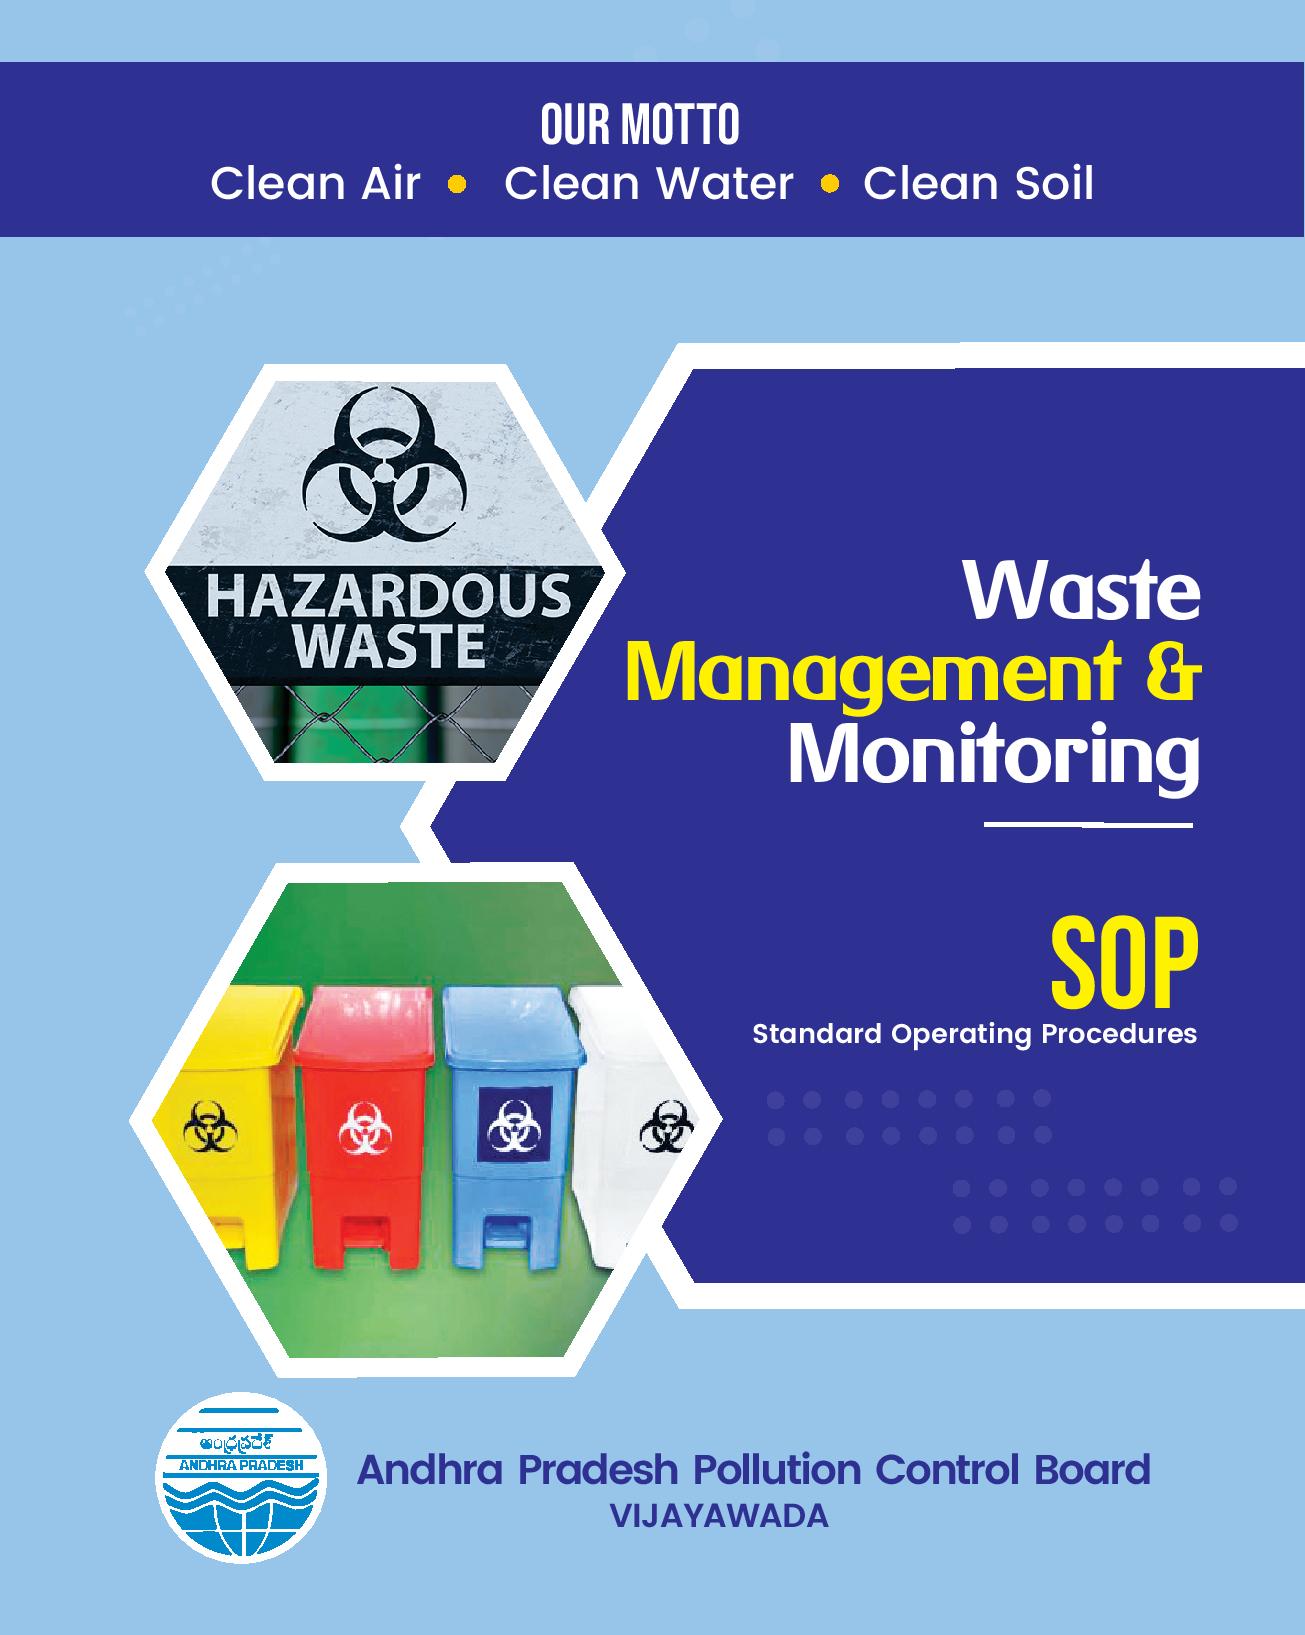 OUR MOTTO
Clean Air • Clean Water • Clean Soil
HAZARDOUS
WASTE
Waste
Management &
Monitoring
SOP
Standard Operating Procedures
ఆంధ్రప్రదేశ్
ANDHRA PRADESH
Andhra Pradesh Pollution Control Board
VIJAYAWADA